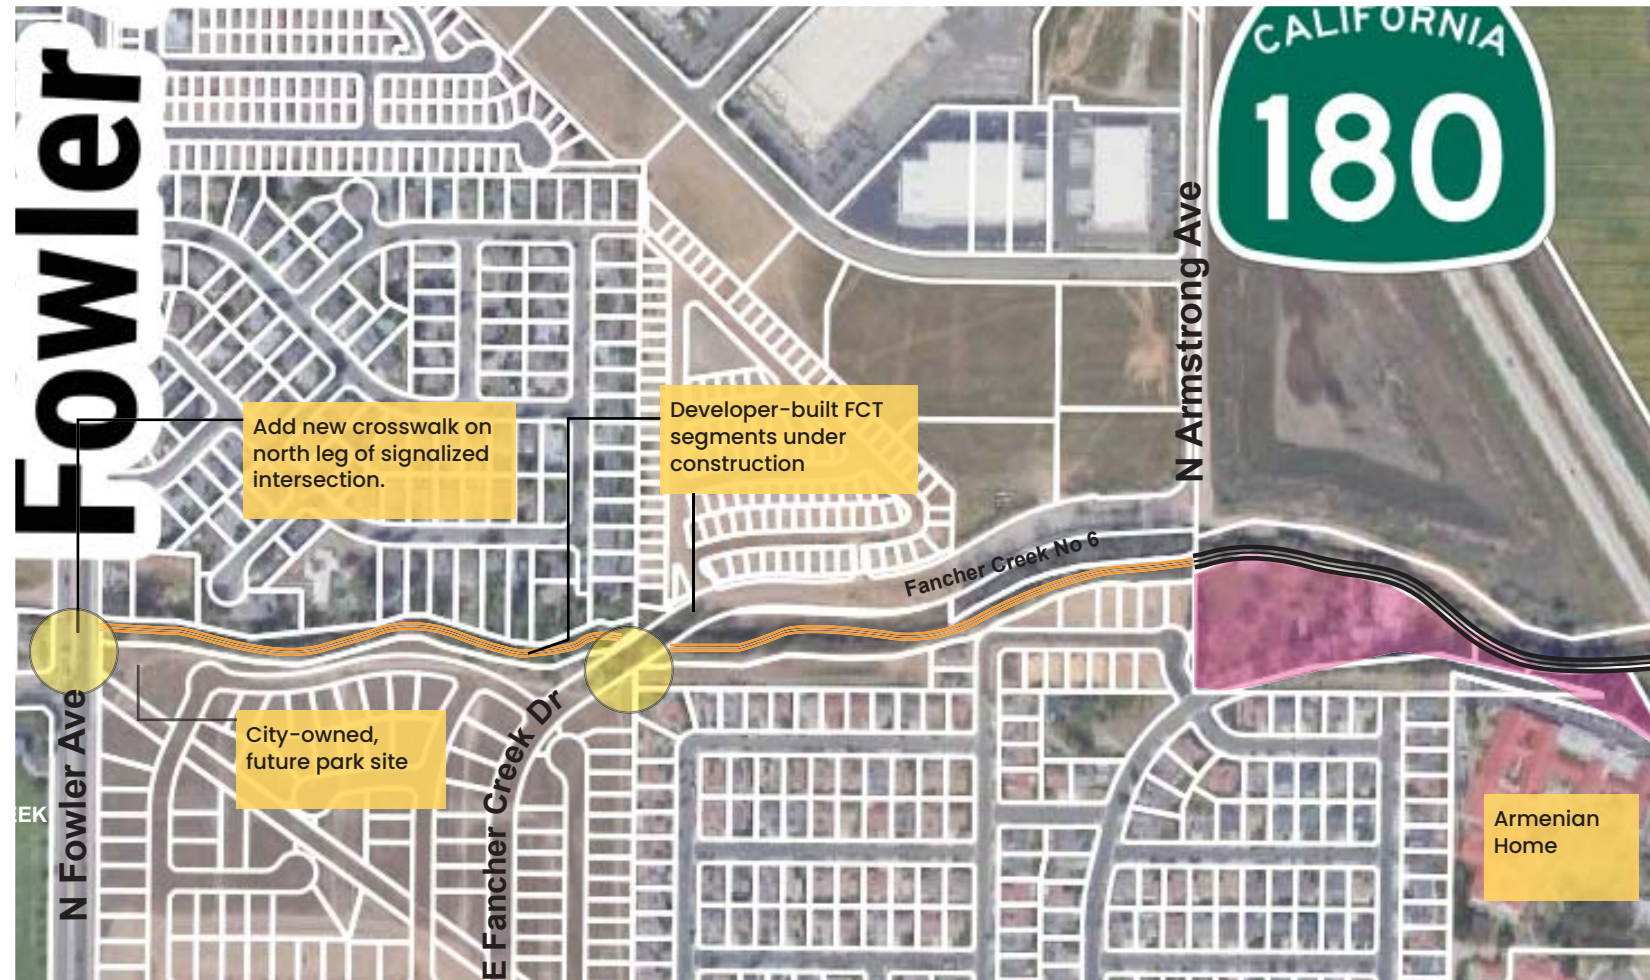 Fowler
CALIFORNIA
180
N Armstrong Ave
Add new crosswalk on
north leg of signalized
intersection.
Developer-built FCT
segments under
construction
Fancher Creek No 6
City-owned,
future park site
N Fowler Ave
E Fancher Creek Dr
EEK
Armenian
Home